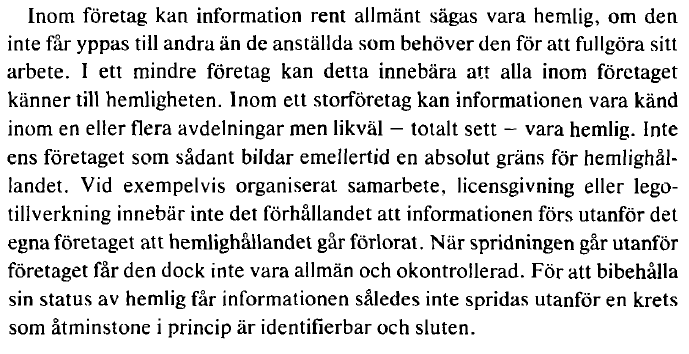 Inom företag kan information rent allmänt sägas vara hemlig, om den
inte får yppas till andra än de anställda som behöver den för att fullgöra sitt
arbete. I ett mindre företag kan detta innebära att alla inom företaget
känner till hemligheten. Inom ett storföretag kan informationen vara känd
inom en eller flera avdelningar men likväl – totalt sett – vara hemlig. Inte
ens företaget som sådant bildar emellertid en absolut gräns för hemlighål-
landet. Vid exempelvis organiserat samarbete, licensgivning eller lego-
tillverkning innebär inte det förhållandet att informationen förs utanför det
egna företaget att hemlighållandet går förlorat. När spridningen går utanför
företaget får den dock inte vara allmän och okontrollerad. För att bibehålla
sin status av hemlig får informationen således inte spridas utanför en krets
som åtminstone i princip är identifierbar och sluten.